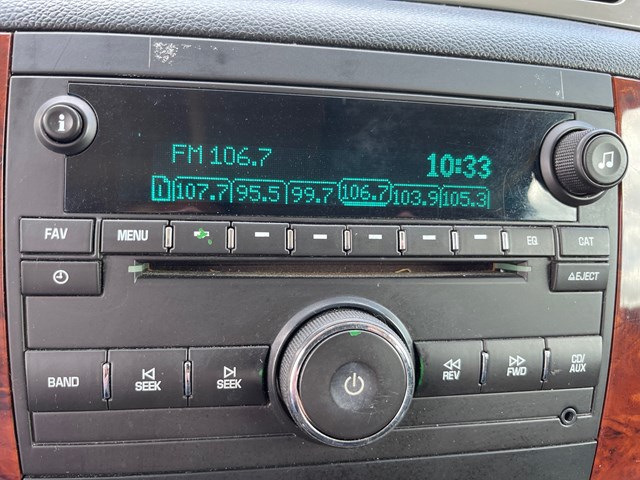 i
FM 106.7 10:33
1 107.7 95.5 99.7 106.7 103.9 105.3
FAV MENU EQ CAT
EJECT
BAND SEEK SEEK REV FWD CD/
AUX